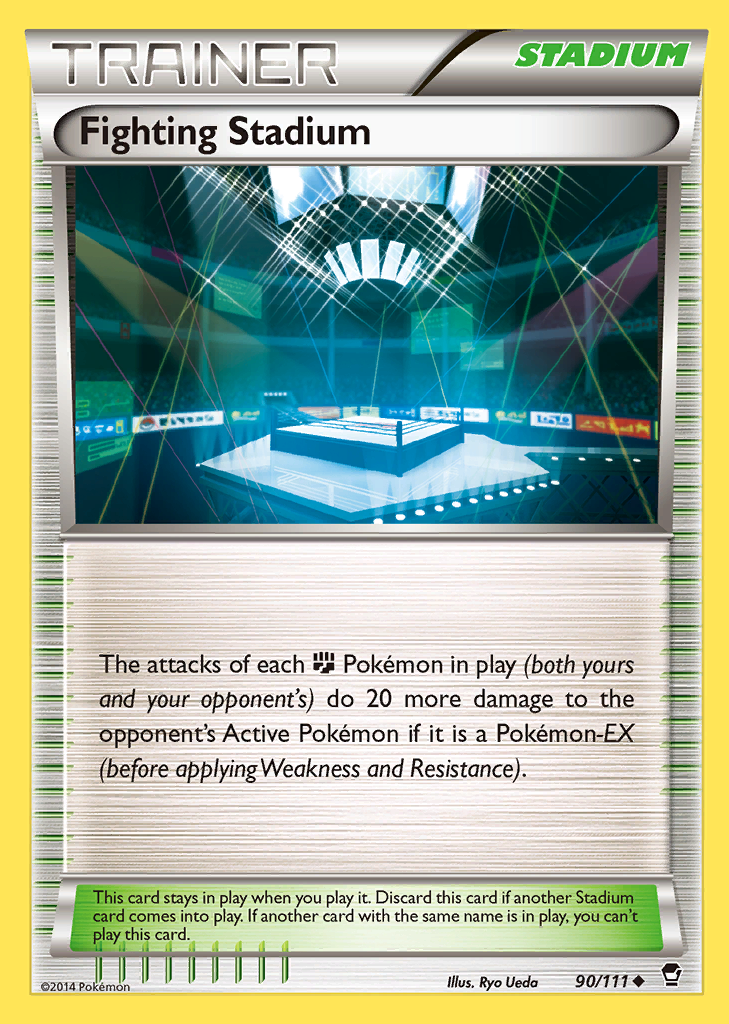 TRAINER
STADIUM
Fighting Stadium
The attacks of each Pokémon in play (both yours
and your opponent's) do 20 more damage to the
opponent's Active Pokémon if it is a Pokémon-EX
(before applying Weakness and Resistance).
This card stays in play when you play it. Discard this card if another Stadium
card comes into play. If another card with the same name is in play, you can't
play this card.
©2014 Pokémon
Illus. Ryo Ueda
90/111